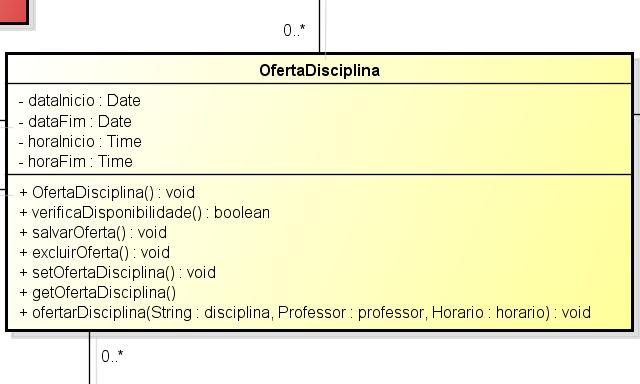 0..*
OfertaDisciplina
- dataInicio : Date
- dataFim : Date
- horaInicio : Time
- horaFim : Time
+ OfertaDisciplina() : void
+ verificaDisponibilidade() : boolean
+ salvarOferta() : void
+ excluirOferta() : void
+ setOfertaDisciplina() : void
+ getOfertaDisciplina()
+ ofertarDisciplina(String : disciplina, Professor : professor, Horario : horario) : void
0..*